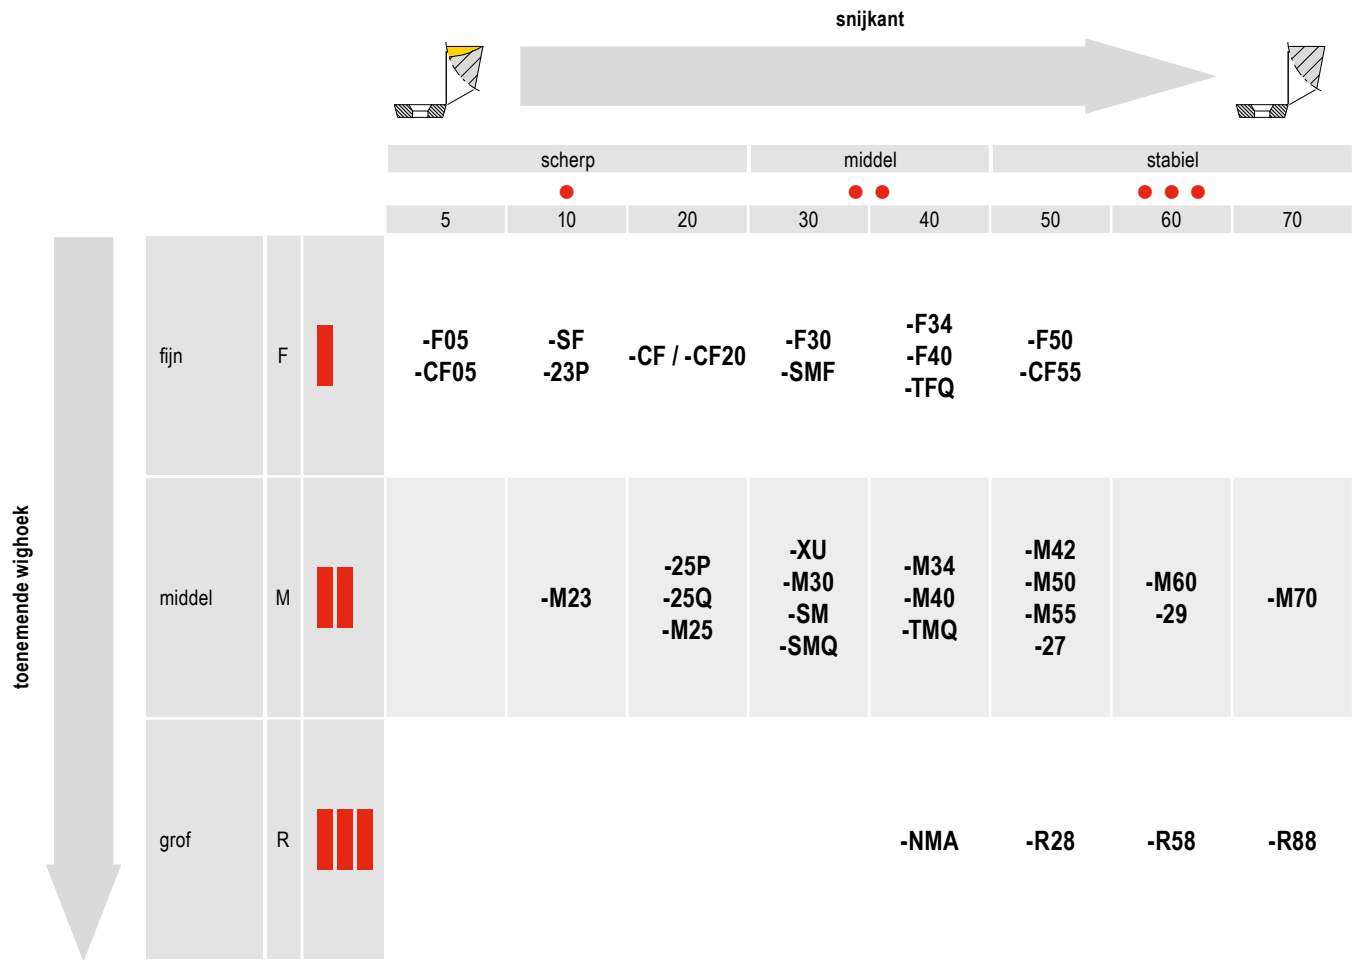 snijkant
scherp middel stabiel
5 10 20 30 40 50 60 70
toenemende wighoek
fijn F
-F05
-CF05
-SF
-23P
-CF / -CF20
-F30
-SMF
-F34
-F40
-TFQ
-F50
-CF55
middel M
-M23
-25P
-25Q
-M25
-XU
-M30
-SM
-SMQ
-M34
-M40
-TMQ
-M42
-M50
-M55
-27
-M60
-29
-M70
grof R
-NMA
-R28
-R58
-R88